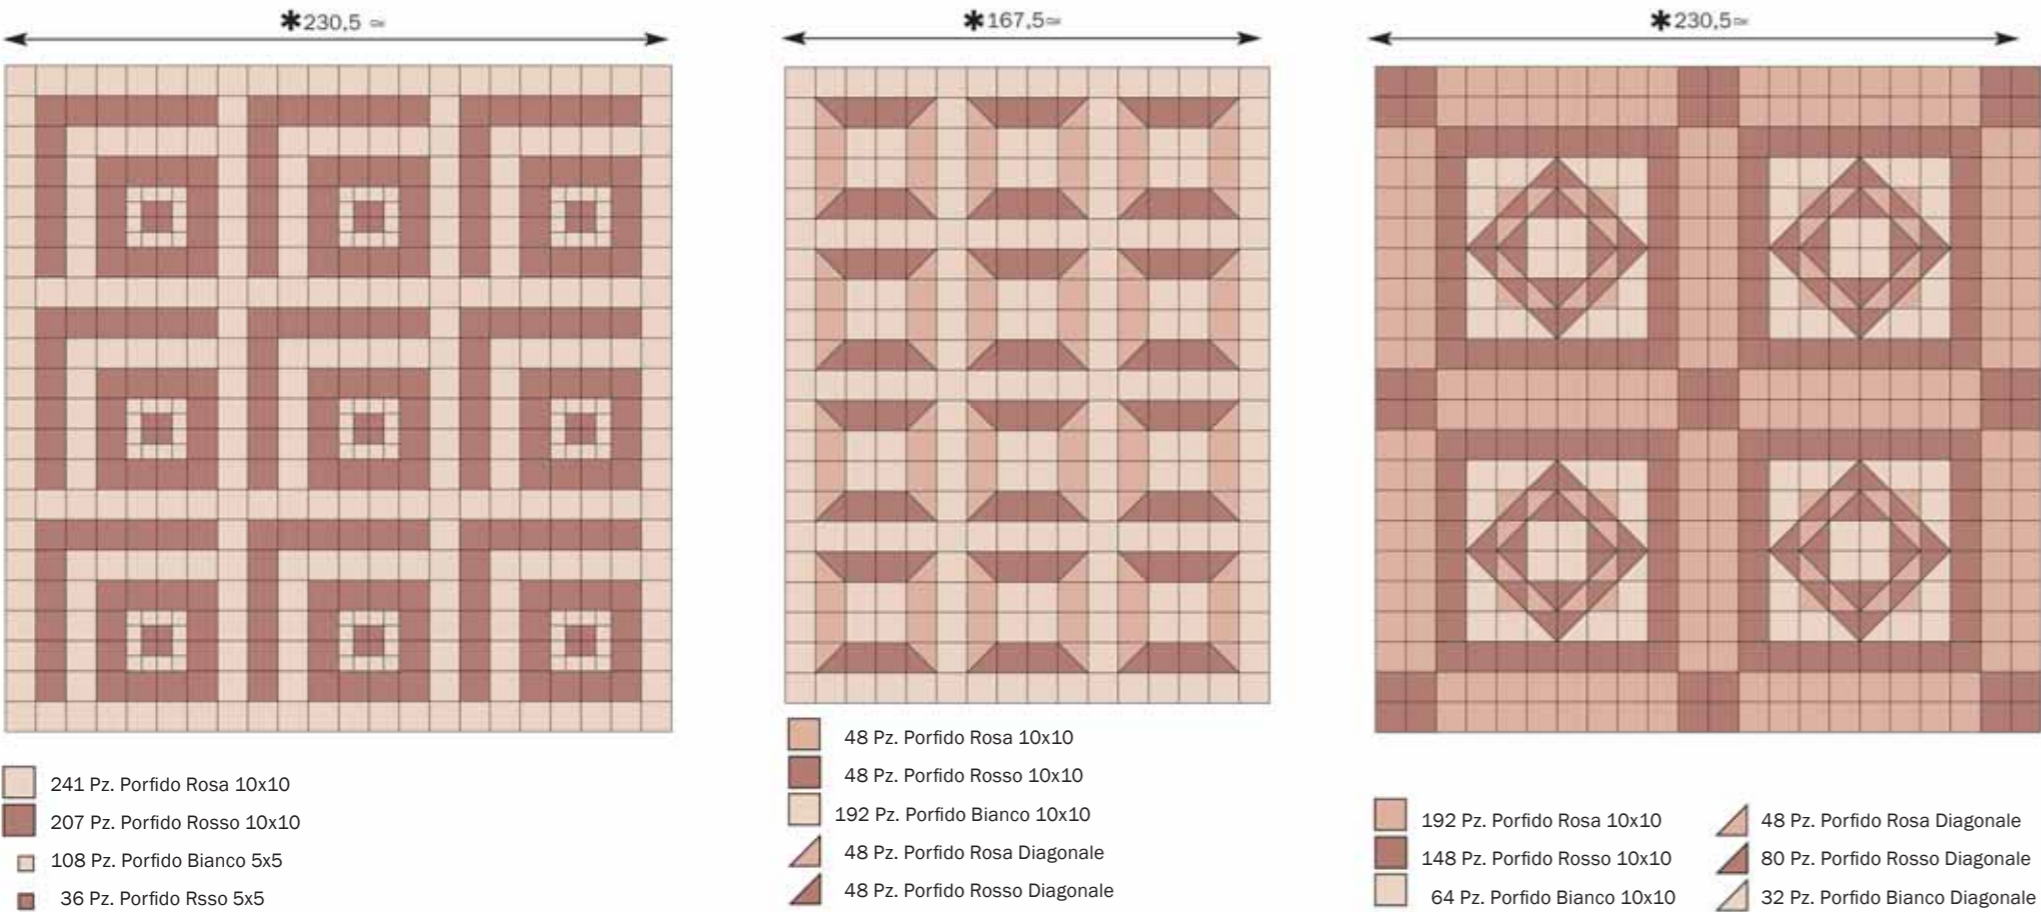 ✱230,5 ≃
✱167,5≃
✱230,5≃
241 Pz. Porfido Rosa 10x10
207 Pz. Porfido Rosso 10x10
108 Pz. Porfido Bianco 5x5
36 Pz. Porfido Rsso 5x5
48 Pz. Porfido Rosa 10x10
48 Pz. Porfido Rosso 10x10
192 Pz. Porfido Bianco 10x10
48 Pz. Porfido Rosa Diagonale
48 Pz. Porfido Rosso Diagonale
192 Pz. Porfido Rosa 10x10
148 Pz. Porfido Rosso 10x10
64 Pz. Porfido Bianco 10x10
48 Pz. Porfido Rosa Diagonale
80 Pz. Porfido Rosso Diagonale
32 Pz. Porfido Bianco Diagonale